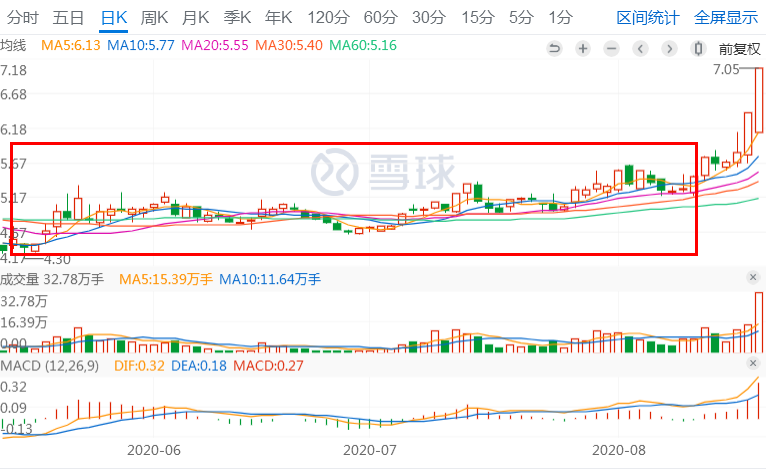 分时 五日 日K 周K 月K 季K 年K 120分 60分 30分 15分 5分 1分 区间统计 全屏显示
均线 MA5:6.13 MA10:5.77 MA20:5.55 MA30:5.40 MA60:5.16 前复权
7.18
7.05
6.68
6.18
5.67
雪球
5.17
4.67
4.17
4.30
成交量 32.78万手 MA5:15.39万手 MA10:11.64万手
32.78万
16.39万
0.00
MACD (12,26,9) DIF:0.32 DEA:0.18 MACD:0.27
0.32
0.09
-0.13
2020-06 2020-07 2020-08